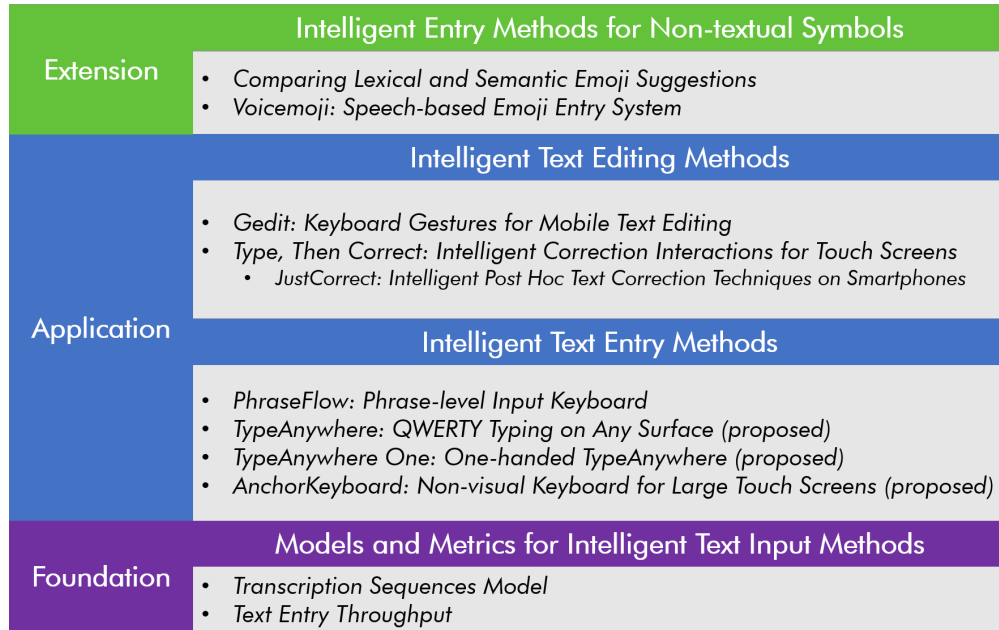 Extension
Intelligent Entry Methods for Non-textual Symbols
• Comparing Lexical and Semantic Emoji Suggestions
• Voicemoji: Speech-based Emoji Entry System
Application
Intelligent Text Editing Methods
• Gedit: Keyboard Gestures for Mobile Text Editing
• Type, Then Correct: Intelligent Correction Interactions for Touch Screens
• JustCorrect: Intelligent Post Hoc Text Correction Techniques on Smartphones
Intelligent Text Entry Methods
• PhraseFlow: Phrase-level Input Keyboard
• TypeAnywhere: QWERTY Typing on Any Surface (proposed)
• TypeAnywhere One: One-handed TypeAnywhere (proposed)
• AnchorKeyboard: Non-visual Keyboard for Large Touch Screens (proposed)
Foundation
Models and Metrics for Intelligent Text Input Methods
• Transcription Sequences Model
• Text Entry Throughput